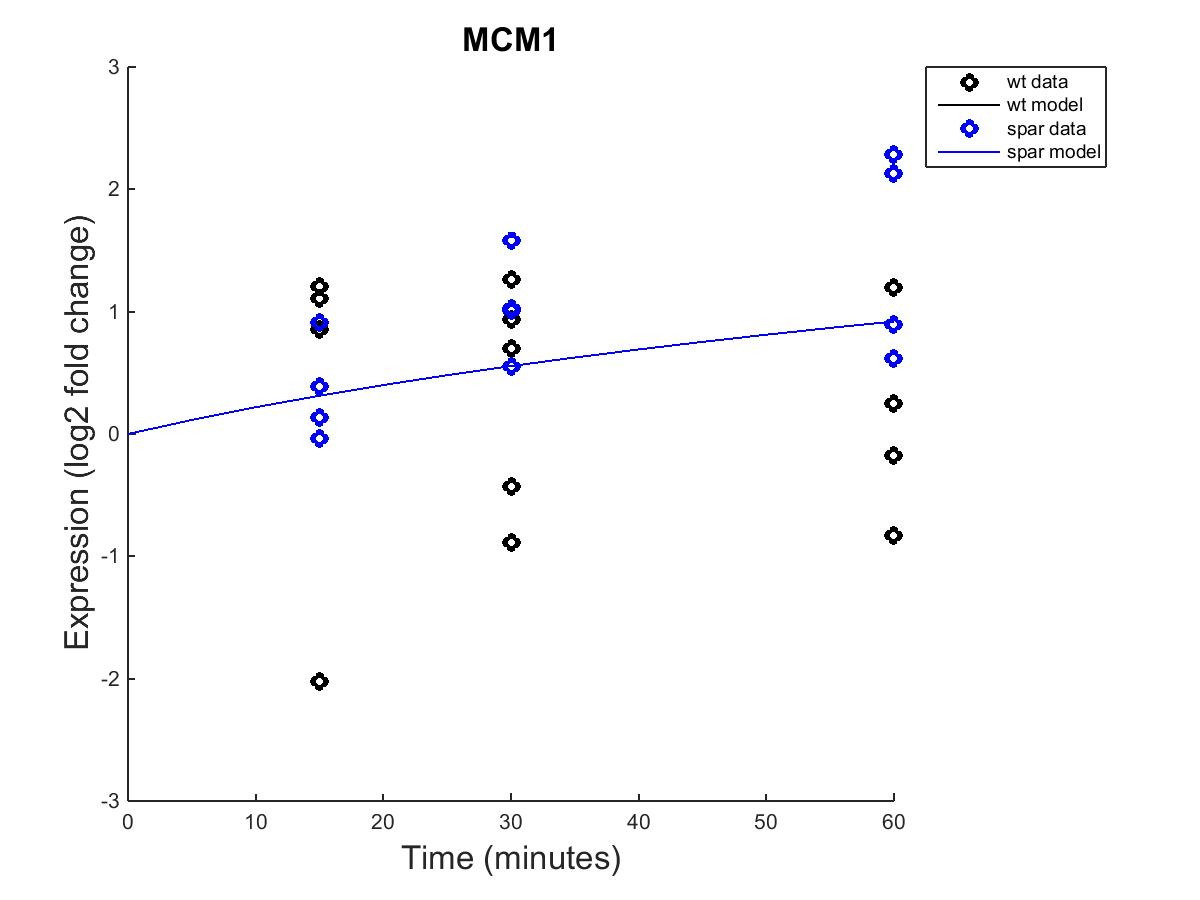 MCM1
3
2
1
0
-1
-2
-3
0 10 20 30 40 50 60
Time (minutes)
Expression (log2 fold change)
wt data
wt model
spar data
spar model